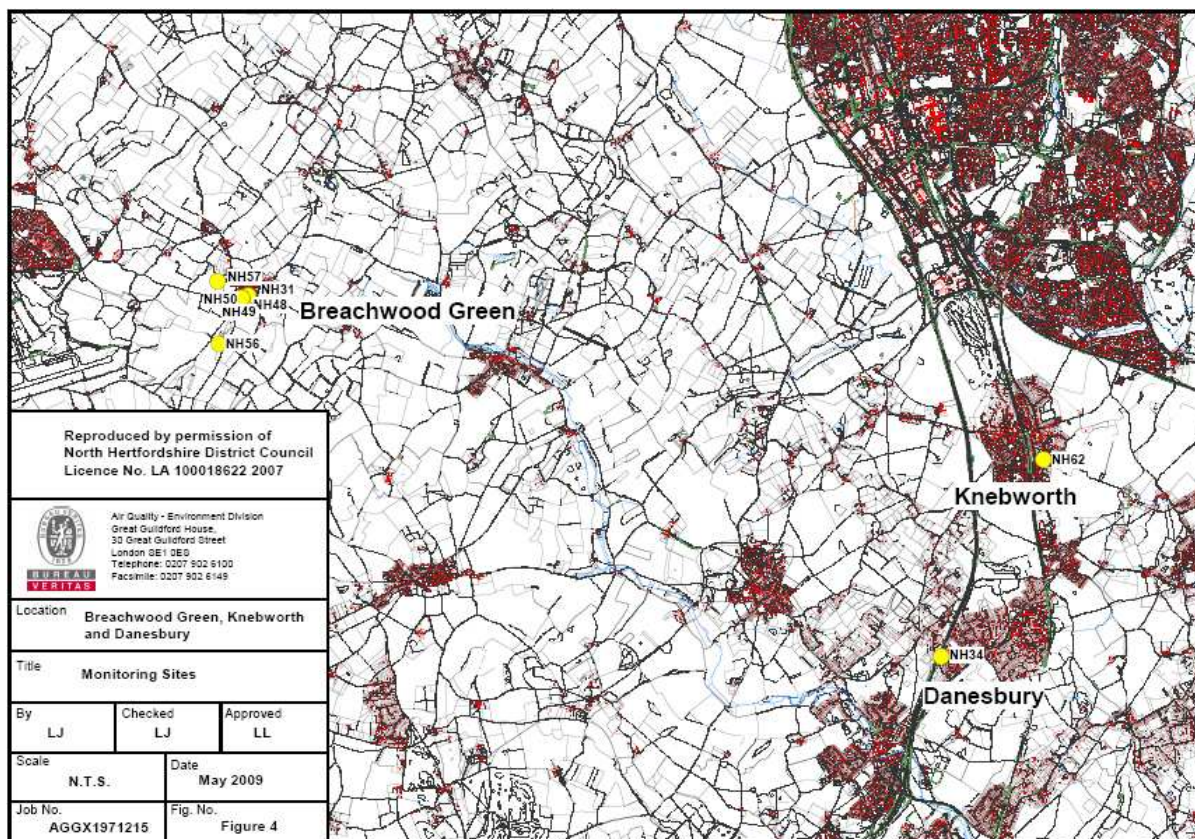 NH57
NH31
NH50
NH48
NH49
Breachwood Green
NH56
NH62
Knebworth
NH34
Danesbury
Reproduced by permission of
North Hertfordshire District Council
Licence No. LA 100018622 2007
BUREAU
VERITAS
Air Quality - Environment Division
Great Guildford House,
30 Great Guildford Street
London SE1 0ES
Telephone: 0207 902 6100
Facsimile: 0207 902 6149
Location Breachwood Green, Knebworth
and Danesbury
Title Monitoring Sites
By Checked Approved
LJ LJ LL
Scale Date
N.T.S. May 2009
Job No. Fig. No.
AGGX1971215 Figure 4